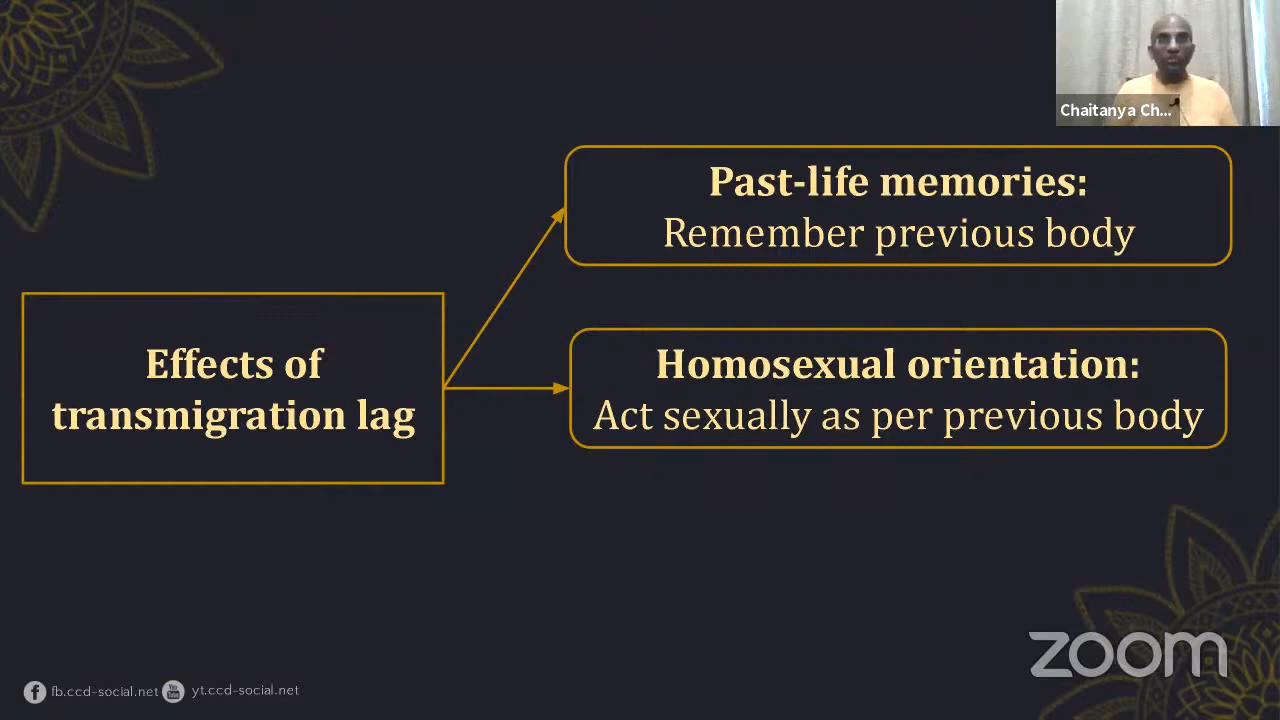 Chaitanya Ch...
Past-life memories:
Remember previous body
Effects of
transmigration lag
Homosexual orientation:
Act sexually as per previous body
zoom
fb.ccd-social.net
yt.ccd-social.net